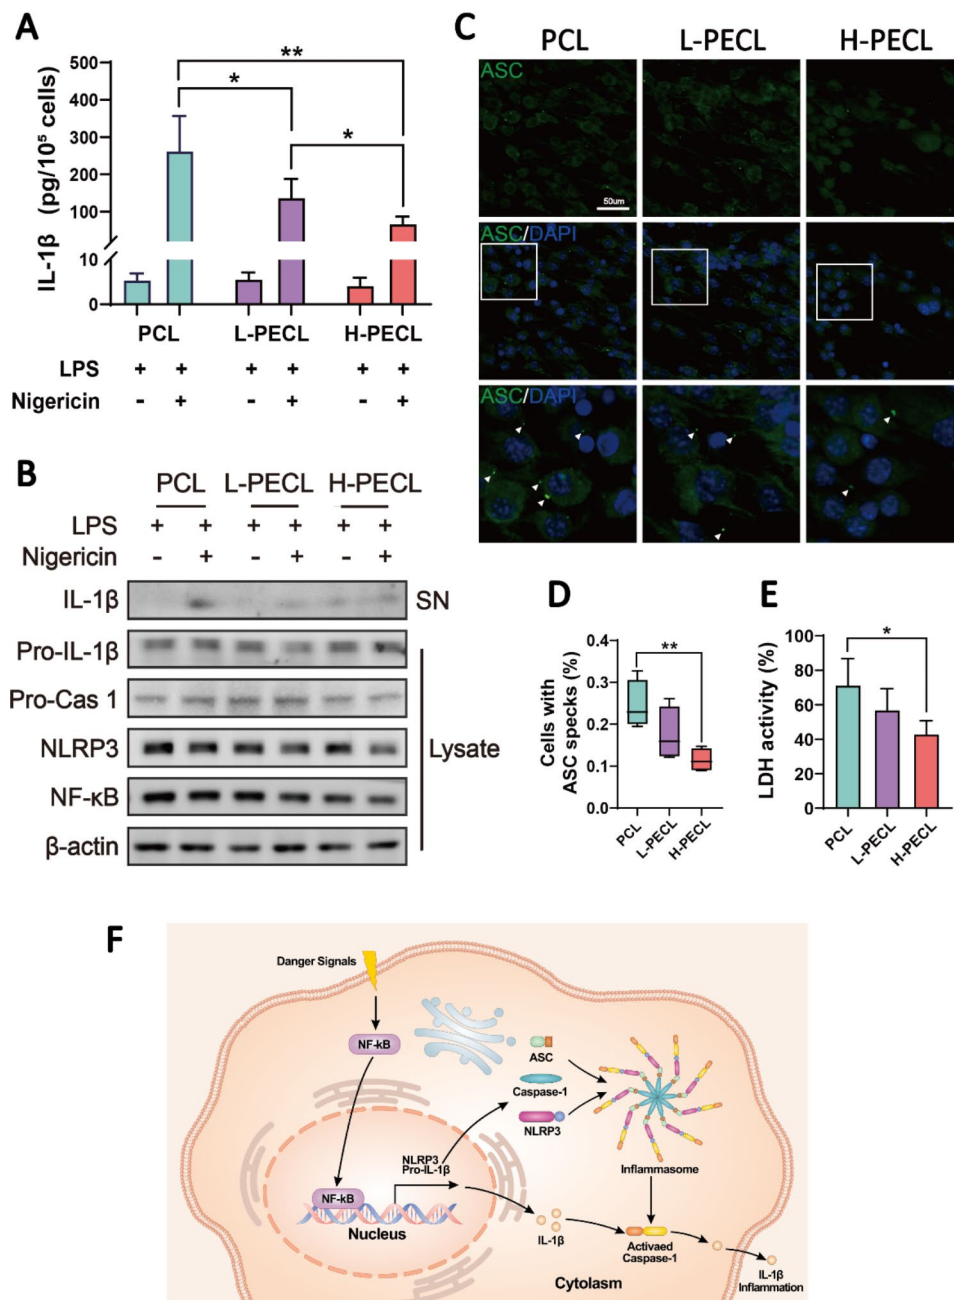 A
IL-1β (pg/10⁵ cells)
500
400
300
200
100
10
0
**
*
*
PCL
L-PECL
H-PECL
LPS + + + + + +
Nigericin - + - + - +
B
PCL L-PECL H-PECL
LPS + + + + + +
Nigericin - + - + - +
IL-1β
SN
Pro-IL-1β
Pro-Cas 1
NLRP3
Lysate
NF-κB
β-actin
C
PCL L-PECL H-PECL
ASC
50um
ASC/DAPI
ASC/DAPI
D
Cells with
ASC specks (%)
0.4
0.3
0.2
0.1
0.0
**
PCL
L-PECL
H-PECL
E
LDH activity (%)
100
80
60
40
20
0
*
PCL
L-PECL
H-PECL
F
Danger Signals
NF-kB
ASC
Caspase-1
NLRP3
NLRP3
Pro-IL-1β
NF-kB
Nucleus
Inflammasome
IL-1β
Activaed
Caspase-1
IL-1β
Inflammation
Cytolasm